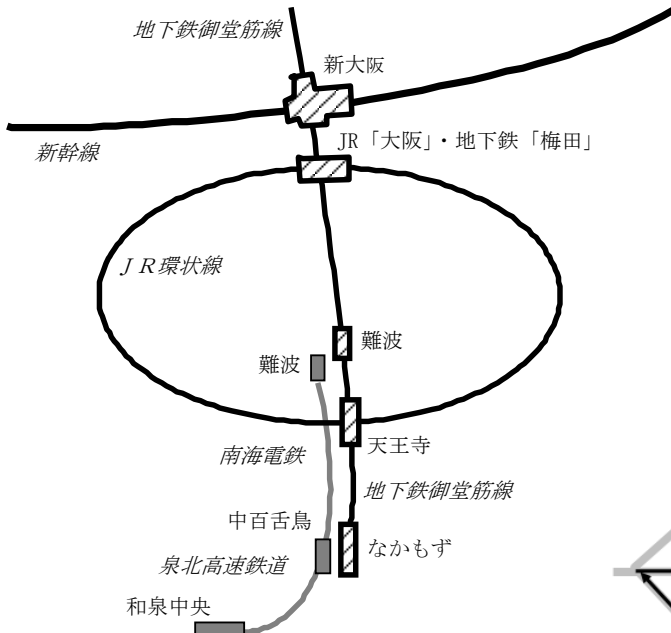 地下鉄御堂筋線
新大阪
新幹線
JR「大阪」・地下鉄「梅田」
ＪＲ環状線
難波
難波
天王寺
南海電鉄
地下鉄御堂筋線
中百舌鳥
なかもず
泉北高速鉄道
和泉中央